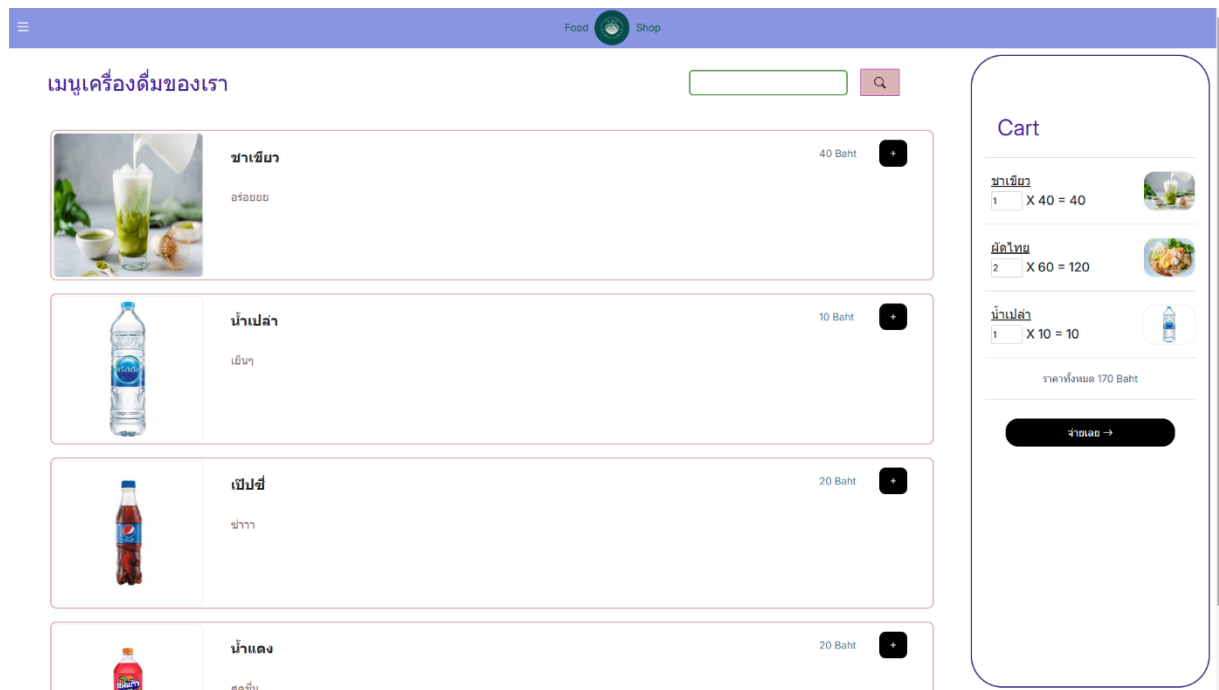 Food Shop
เมนูเครื่องดื่มของเรา
ชาเขียว
40 Baht
+
อร่อยยย
น้ำเปล่า
10 Baht
+
เย็นๆ
เป๊ปซี่
20 Baht
+
ซ่าาา
น้ำแดง
20 Baht
+
สดชื่น
Cart
ชาเขียว
1 X 40 = 40
ผัดไทย
2 X 60 = 120
น้ำเปล่า
1 X 10 = 10
ราคาทั้งหมด 170 Baht
จ่ายเลย →